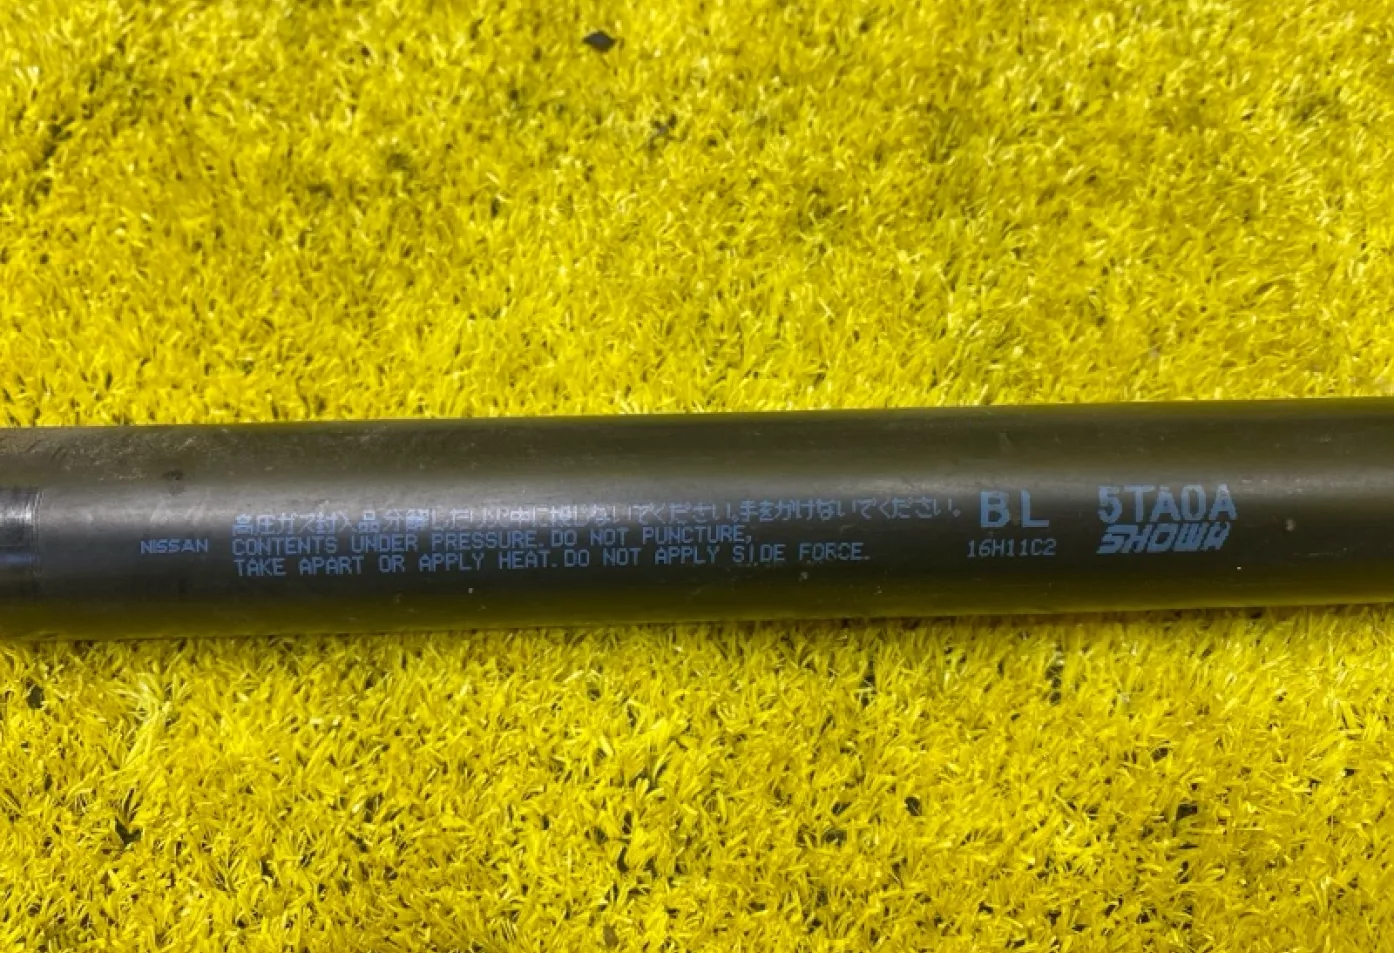 NISSAN
高圧ガス封入品分解したり火中に投じないでください.手をかけないでください.
CONTENTS UNDER PRESSURE.DO NOT PUNCTURE,
TAKE APART OR APPLY HEAT.DO NOT APPLY SIDE FORCE.
BL
16H11C2
5TA0A
SHOWA